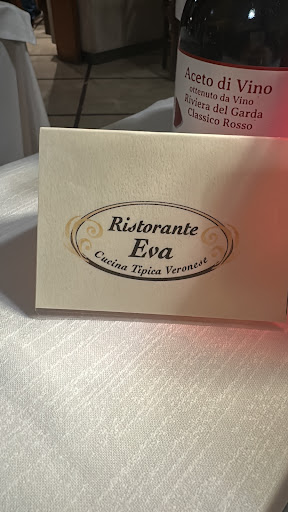 Aceto di Vino
ottenuto da Vino
Riviera del Garda
Classico Rosso
Ristorante
Eva
Cucina Tipica Veronese